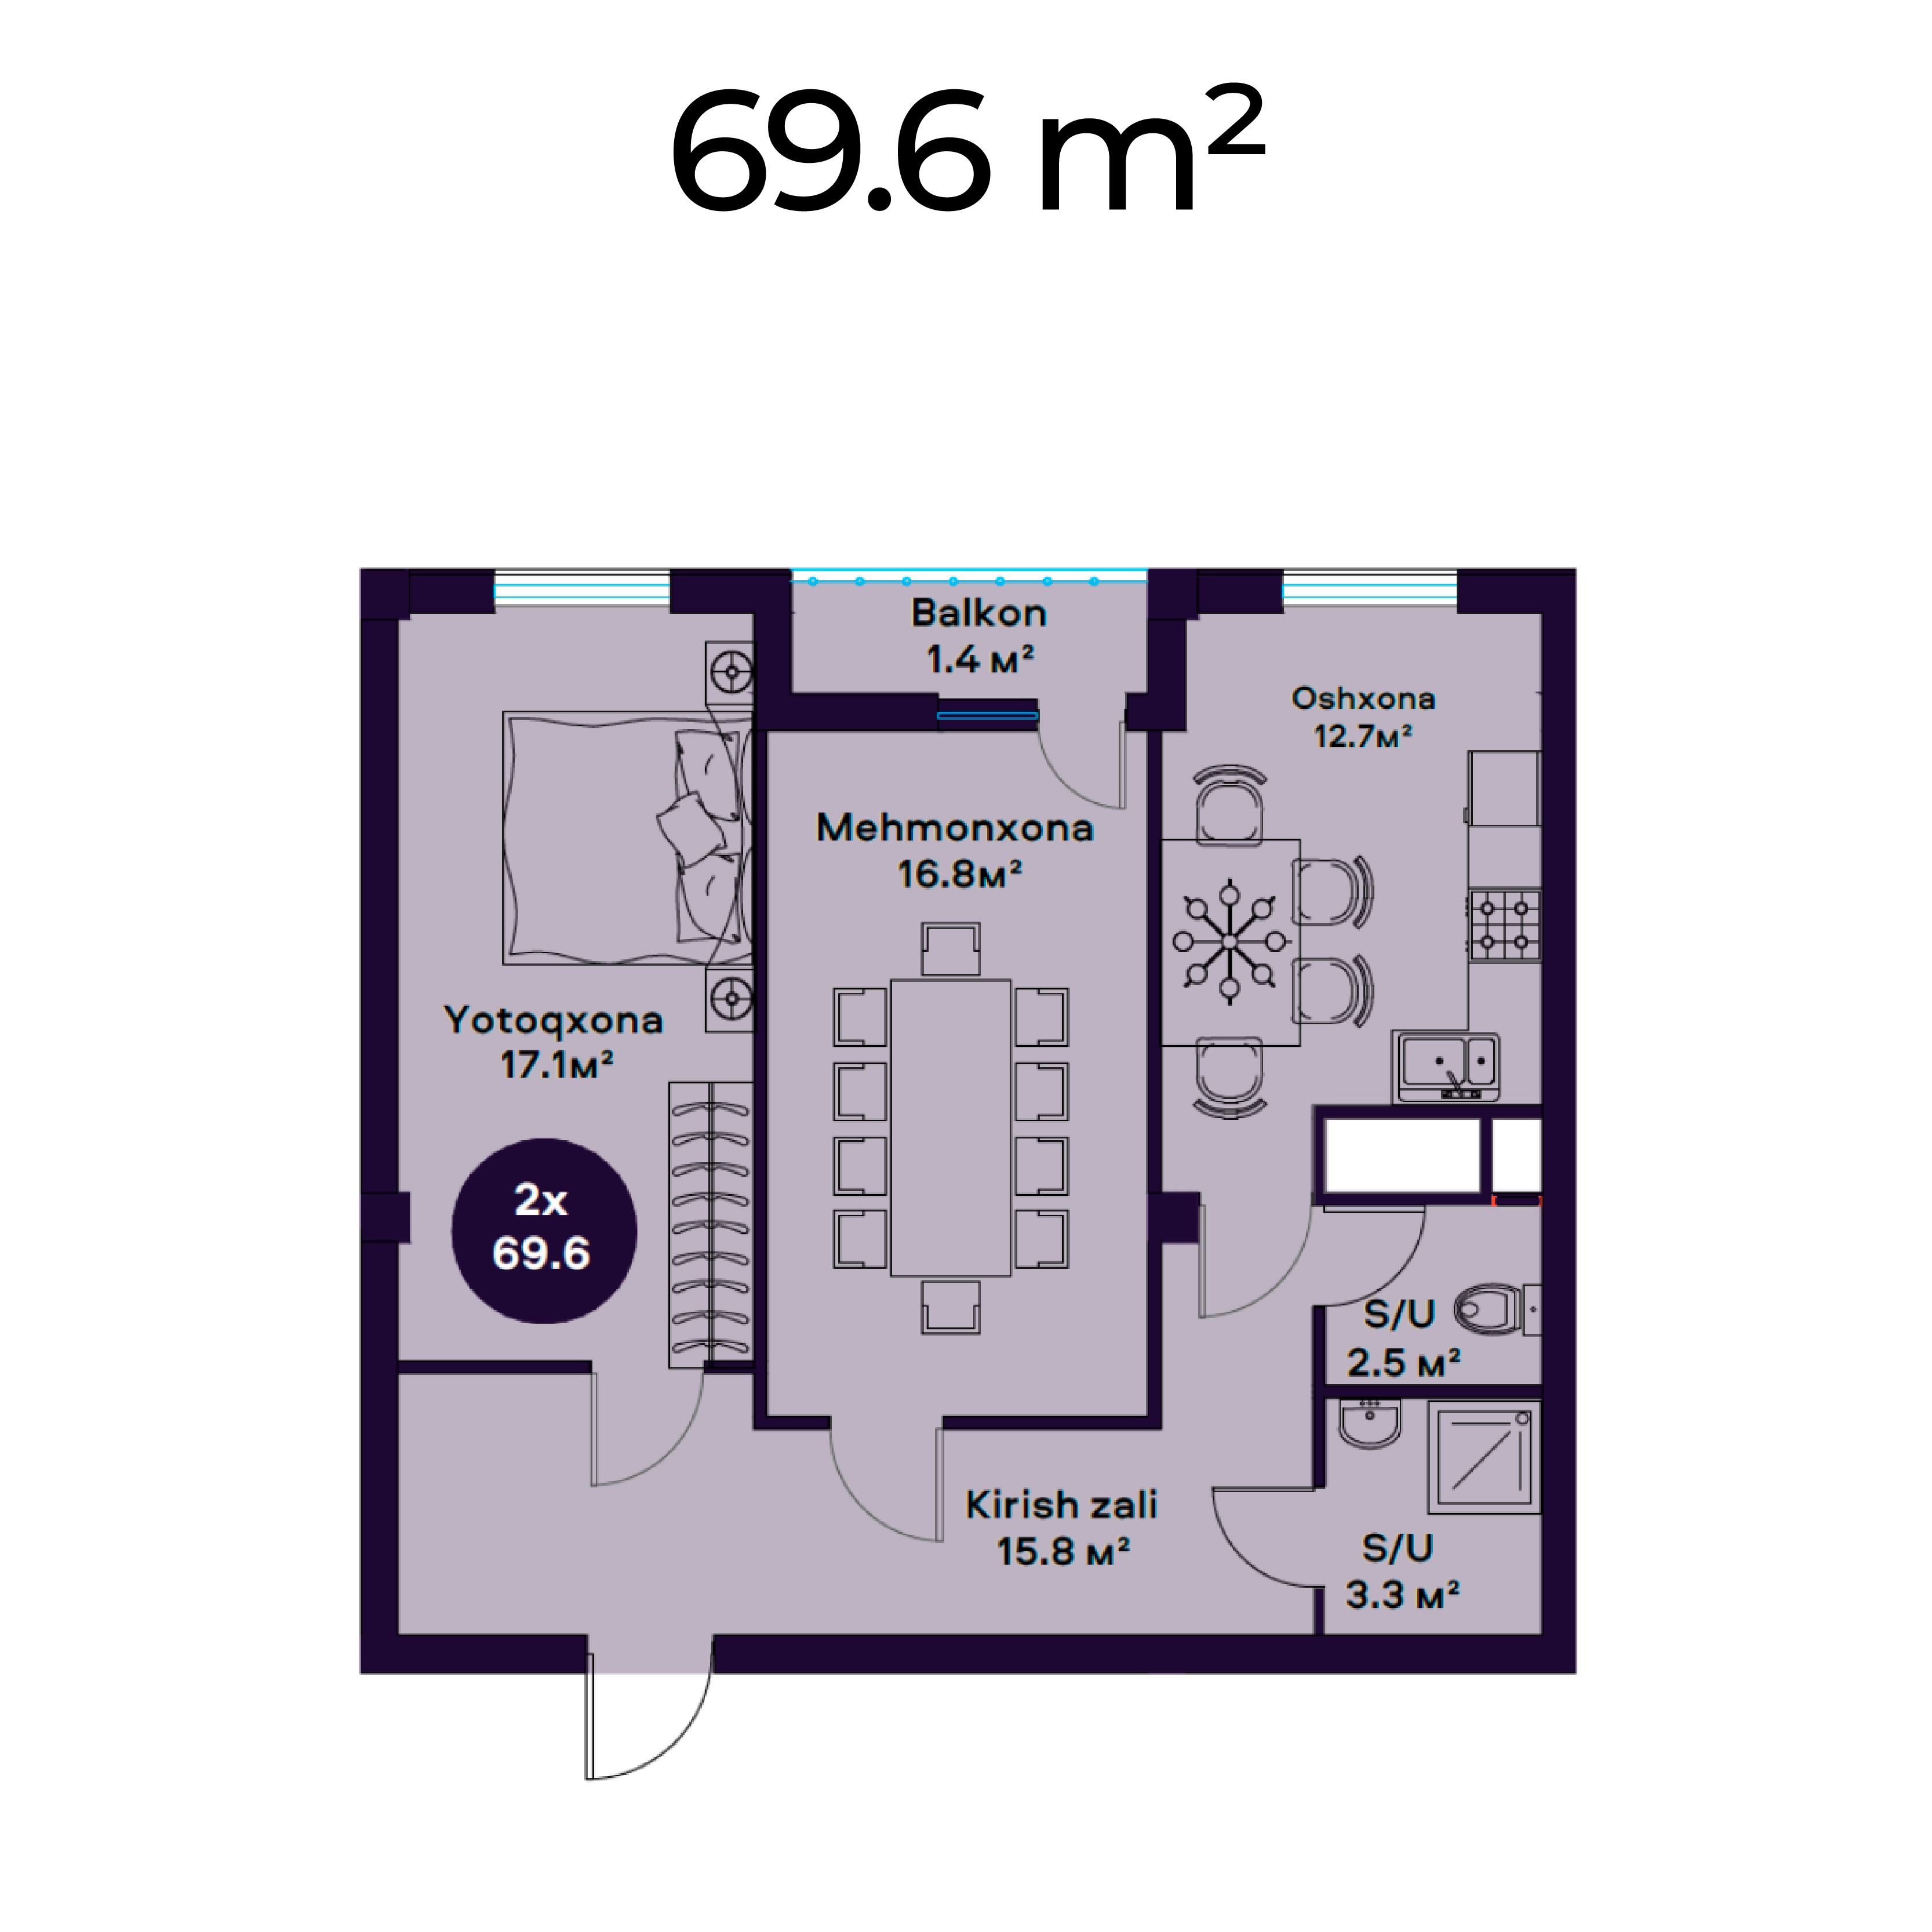 69.6 m²
Balkon
1.4 м²
Oshxona
12.7м²
Mehmonxona
16.8м²
Yotoqxona
17.1м²
2x
69.6
S/U
2.5 м²
Kirish zali
15.8 м²
S/U
3.3 м²